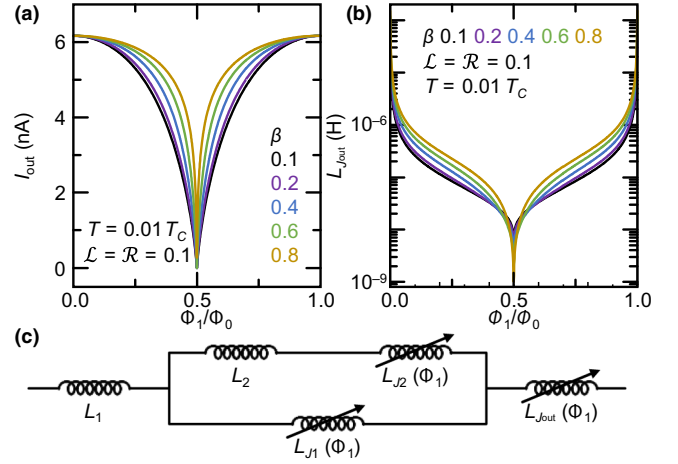 (a)
6
4
2
0
I_out (nA)
β
0.1
0.2
0.4
0.6
0.8
T = 0.01 T_C
ℒ = ℛ = 0.1
0.0
0.5
1.0
Φ_1/Φ_0
(b)
β 0.1 0.2 0.4 0.6 0.8
ℒ = ℛ = 0.1
T = 0.01 T_C
L_Jout (H)
10^-6
10^-9
0.0
0.5
1.0
Φ_1/Φ_0
(c)
L_1
L_2
L_J2 (Φ_1)
L_J1 (Φ_1)
L_Jout (Φ_1)